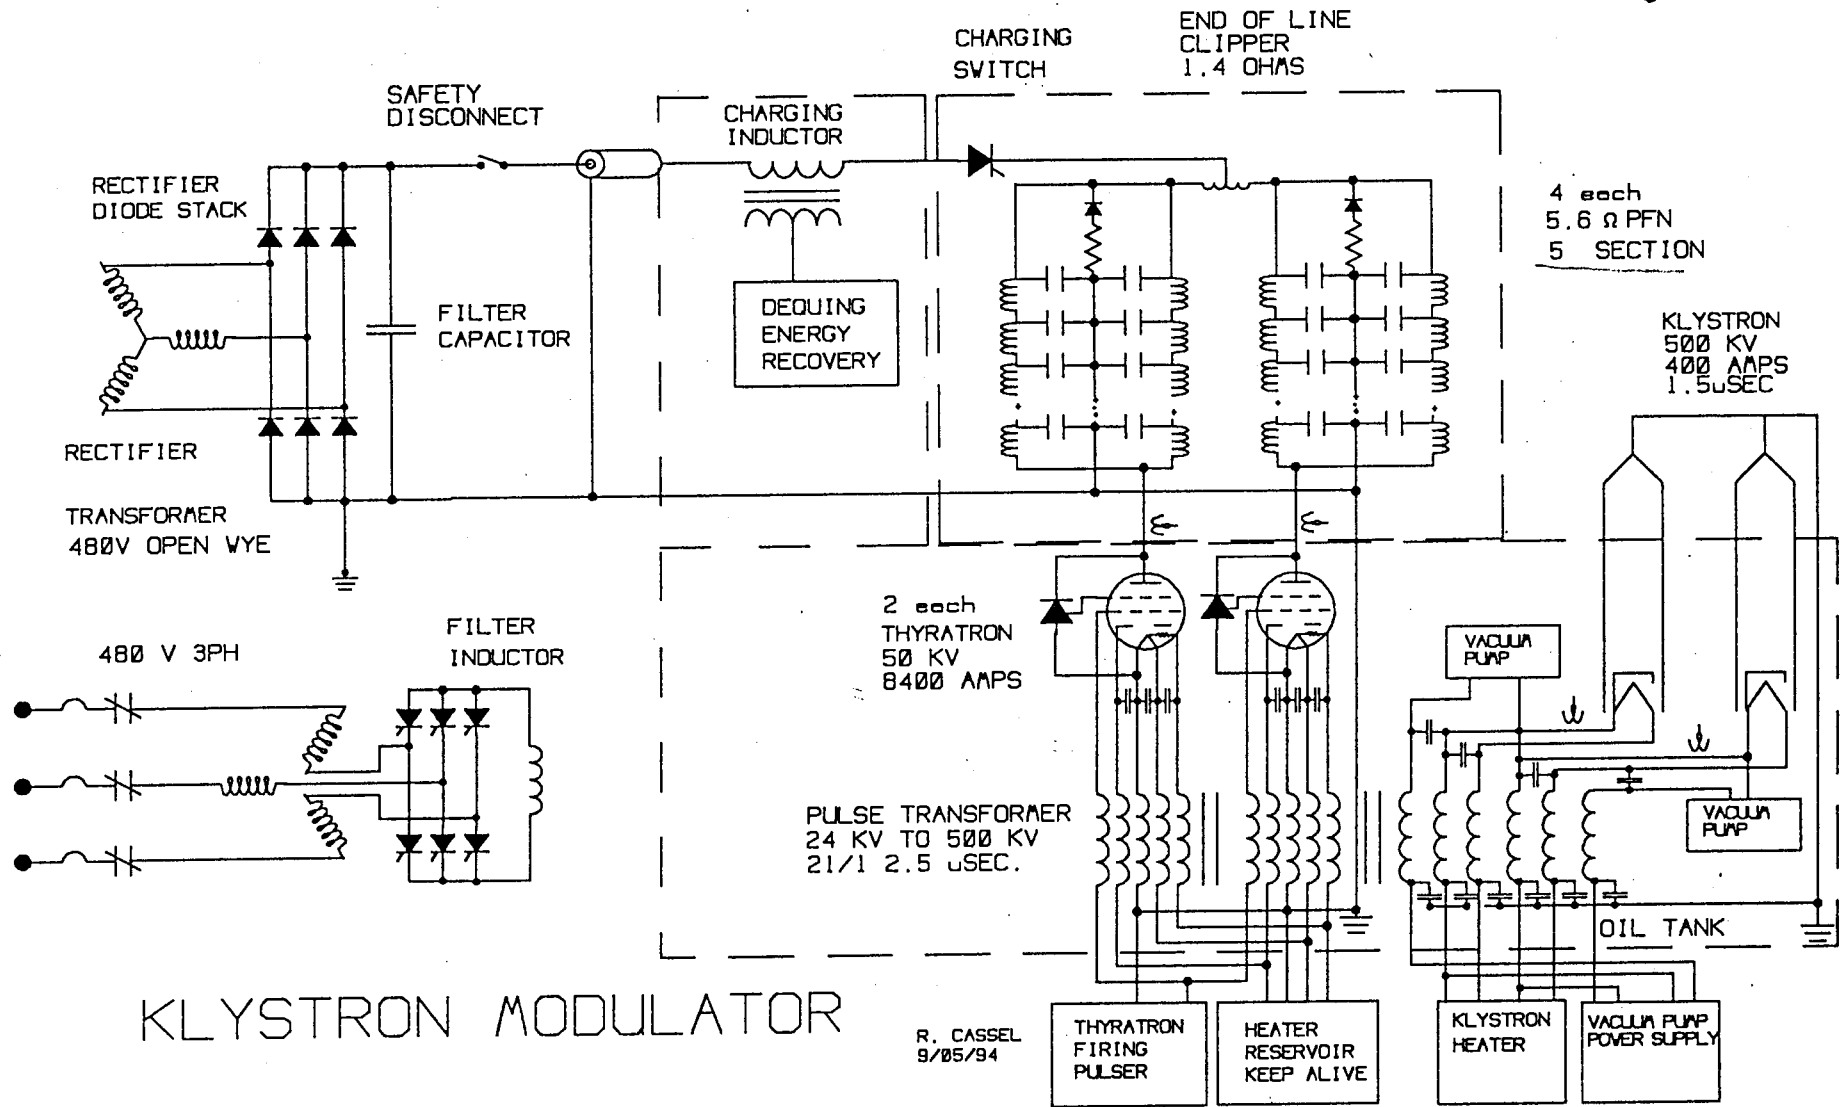 CHARGING
SWITCH
END OF LINE
CLIPPER
1.4 OHMS
SAFETY
DISCONNECT
CHARGING
INDUCTOR
RECTIFIER
DIODE STACK
4 each
5.6 Ω PFN
5 SECTION
FILTER
CAPACITOR
DEQUING
ENERGY
RECOVERY
KLYSTRON
500 KV
400 AMPS
1.5uSEC
RECTIFIER
TRANSFORMER
480V OPEN WYE
2 each
THYRATRON
50 KV
8400 AMPS
480 V 3PH
FILTER
INDUCTOR
VACUUM
PUMP
PULSE TRANSFORMER
24 KV TO 500 KV
21/1 2.5 uSEC.
VACUUM
PUMP
OIL TANK
KLYSTRON MODULATOR
R. CASSEL
9/05/94
THYRATRON
FIRING
PULSER
HEATER
RESERVOIR
KEEP ALIVE
KLYSTRON
HEATER
VACUUM PUMP
POWER SUPPLY